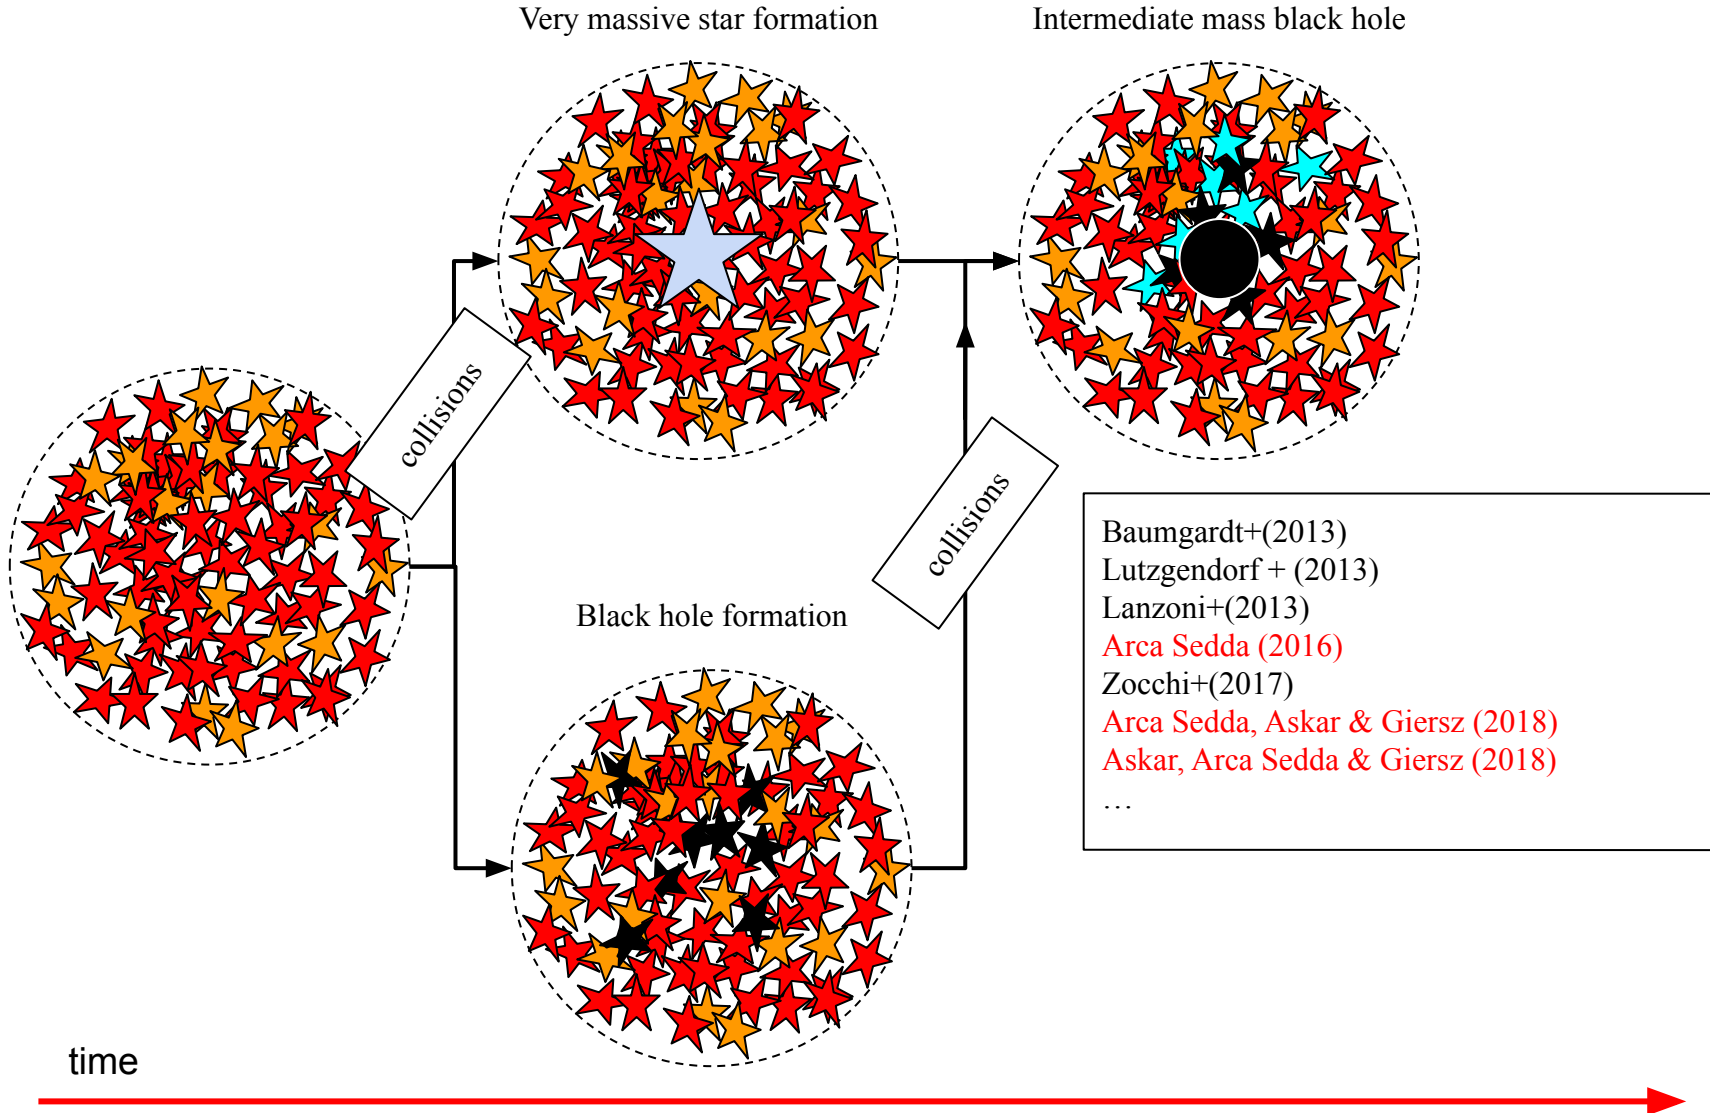 Very massive star formation
Intermediate mass black hole
collisions
collisions
Baumgardt+(2013)
Lutzgendorf + (2013)
Lanzoni+(2013)
Arca Sedda (2016)
Zocchi+(2017)
Arca Sedda, Askar & Giersz (2018)
Askar, Arca Sedda & Giersz (2018)
…
Black hole formation
time